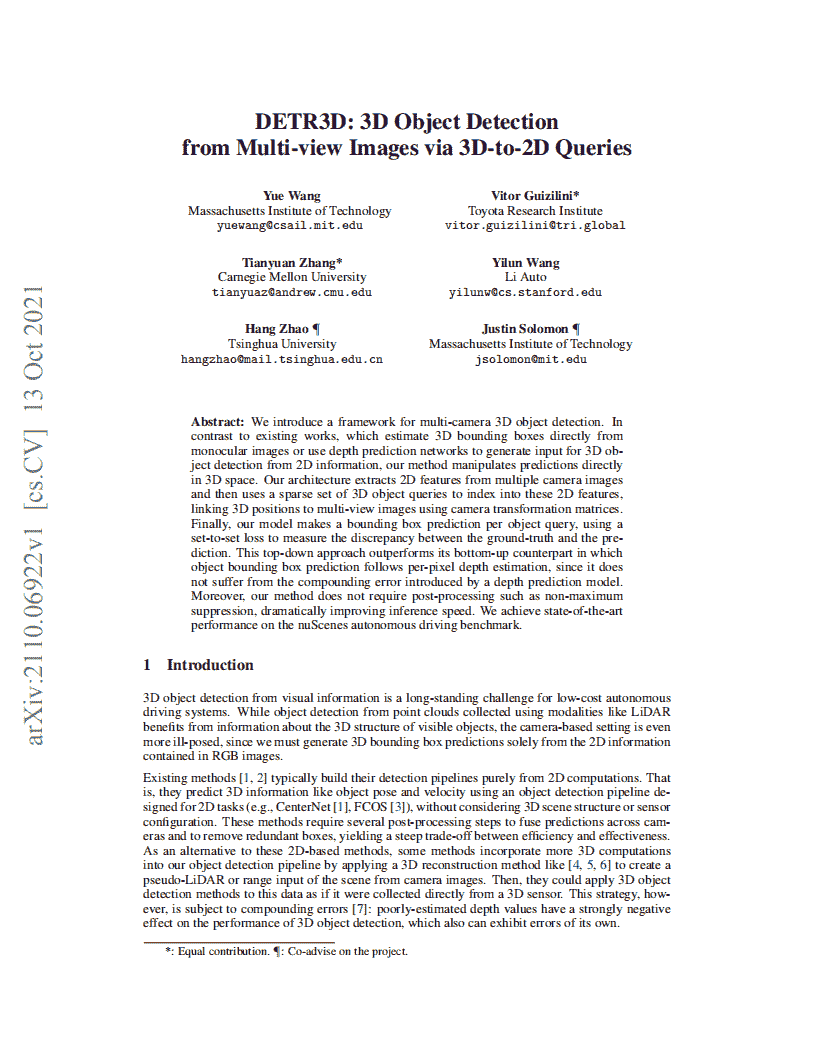 arXiv:2110.06922v1 [cs.CV] 13 Oct 2021
DETR3D: 3D Object Detection
from Multi-view Images via 3D-to-2D Queries
Yue Wang
Massachusetts Institute of Technology
yuewang@csail.mit.edu
Vitor Guizilini*
Toyota Research Institute
vitor.guizilini@tri.global
Tianyuan Zhang*
Carnegie Mellon University
tianyuaz@andrew.cmu.edu
Yilun Wang
Li Auto
yilunw@cs.stanford.edu
Hang Zhao ¶
Tsinghua University
hangzhao@mail.tsinghua.edu.cn
Justin Solomon ¶
Massachusetts Institute of Technology
jsolomon@mit.edu
Abstract: We introduce a framework for multi-camera 3D object detection. In
contrast to existing works, which estimate 3D bounding boxes directly from
monocular images or use depth prediction networks to generate input for 3D ob-
ject detection from 2D information, our method manipulates predictions directly
in 3D space. Our architecture extracts 2D features from multiple camera images
and then uses a sparse set of 3D object queries to index into these 2D features,
linking 3D positions to multi-view images using camera transformation matrices.
Finally, our model makes a bounding box prediction per object query, using a
set-to-set loss to measure the discrepancy between the ground-truth and the pre-
diction. This top-down approach outperforms its bottom-up counterpart in which
object bounding box prediction follows per-pixel depth estimation, since it does
not suffer from the compounding error introduced by a depth prediction model.
Moreover, our method does not require post-processing such as non-maximum
suppression, dramatically improving inference speed. We achieve state-of-the-art
performance on the nuScenes autonomous driving benchmark.
1 Introduction
3D object detection from visual information is a long-standing challenge for low-cost autonomous
driving systems. While object detection from point clouds collected using modalities like LiDAR
benefits from information about the 3D structure of visible objects, the camera-based setting is even
more ill-posed, since we must generate 3D bounding box predictions solely from the 2D information
contained in RGB images.
Existing methods [1, 2] typically build their detection pipelines purely from 2D computations. That
is, they predict 3D information like object pose and velocity using an object detection pipeline de-
signed for 2D tasks (e.g., CenterNet [1], FCOS [3]), without considering 3D scene structure or sensor
configuration. These methods require several post-processing steps to fuse predictions across cam-
eras and to remove redundant boxes, yielding a steep trade-off between efficiency and effectiveness.
As an alternative to these 2D-based methods, some methods incorporate more 3D computations
into our object detection pipeline by applying a 3D reconstruction method like [4, 5, 6] to create a
pseudo-LiDAR or range input of the scene from camera images. Then, they could apply 3D object
detection methods to this data as if it were collected directly from a 3D sensor. This strategy, how-
ever, is subject to compounding errors [7]: poorly-estimated depth values have a strongly negative
effect on the performance of 3D object detection, which also can exhibit errors of its own.
*: Equal contribution. ¶: Co-advise on the project.